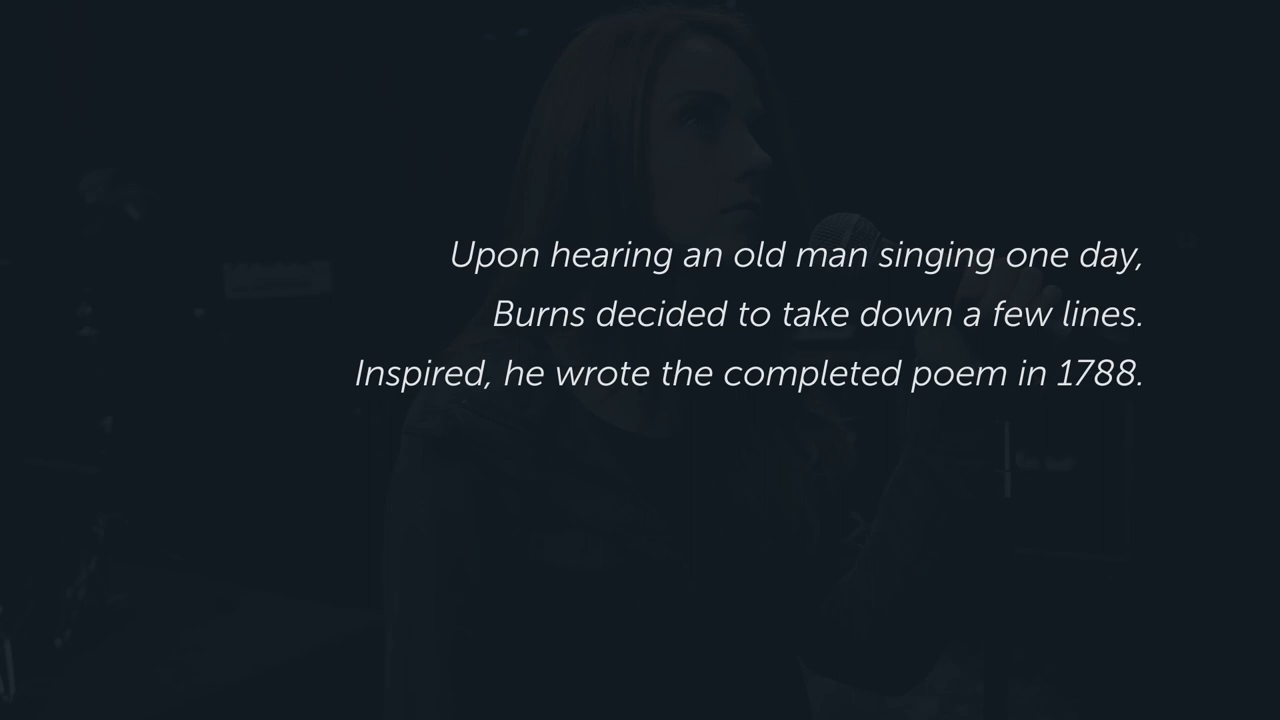 Upon hearing an old man singing one day,
Burns decided to take down a few lines.
Inspired, he wrote the completed poem in 1788.